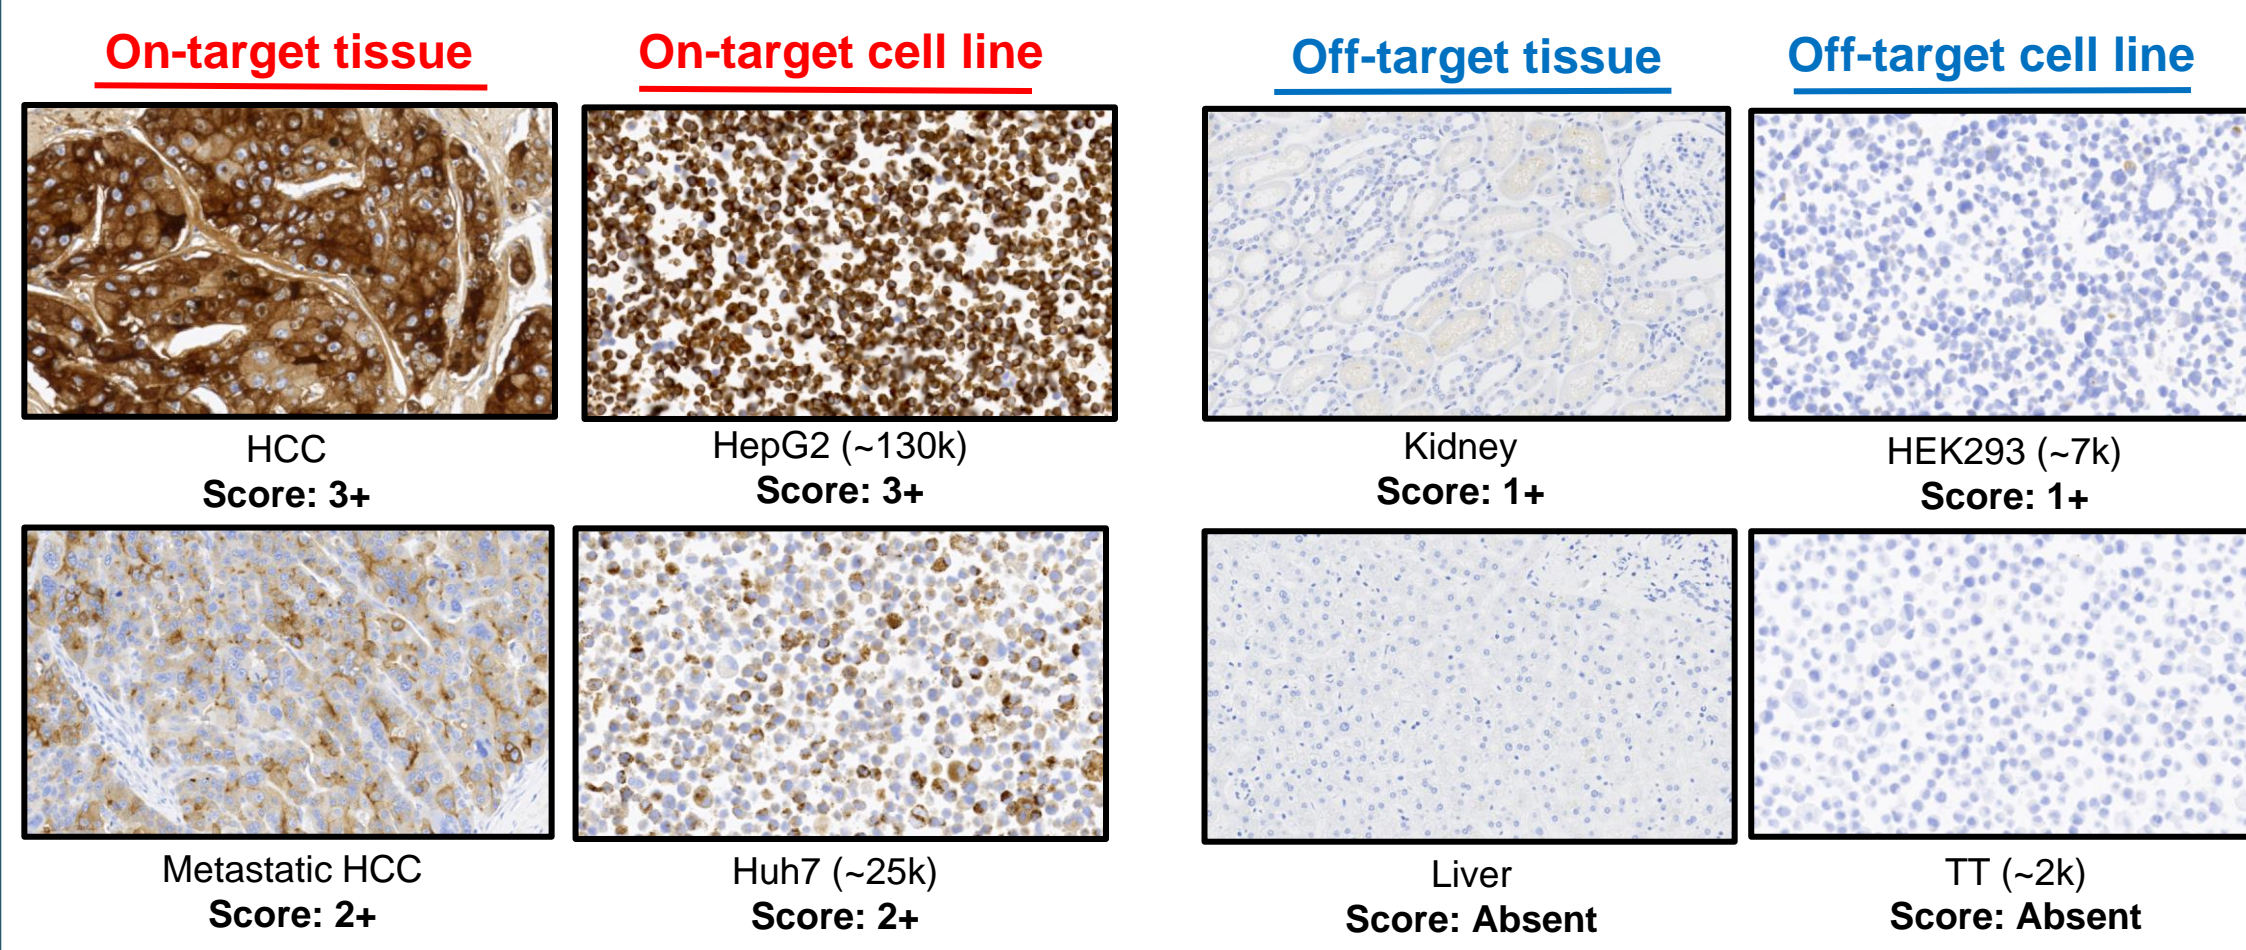 On-target tissue
On-target cell line
Off-target tissue
Off-target cell line
HCC
Score: 3+
HepG2 (~130k)
Score: 3+
Kidney
Score: 1+
HEK293 (~7k)
Score: 1+
Metastatic HCC
Score: 2+
Huh7 (~25k)
Score: 2+
Liver
Score: Absent
TT (~2k)
Score: Absent